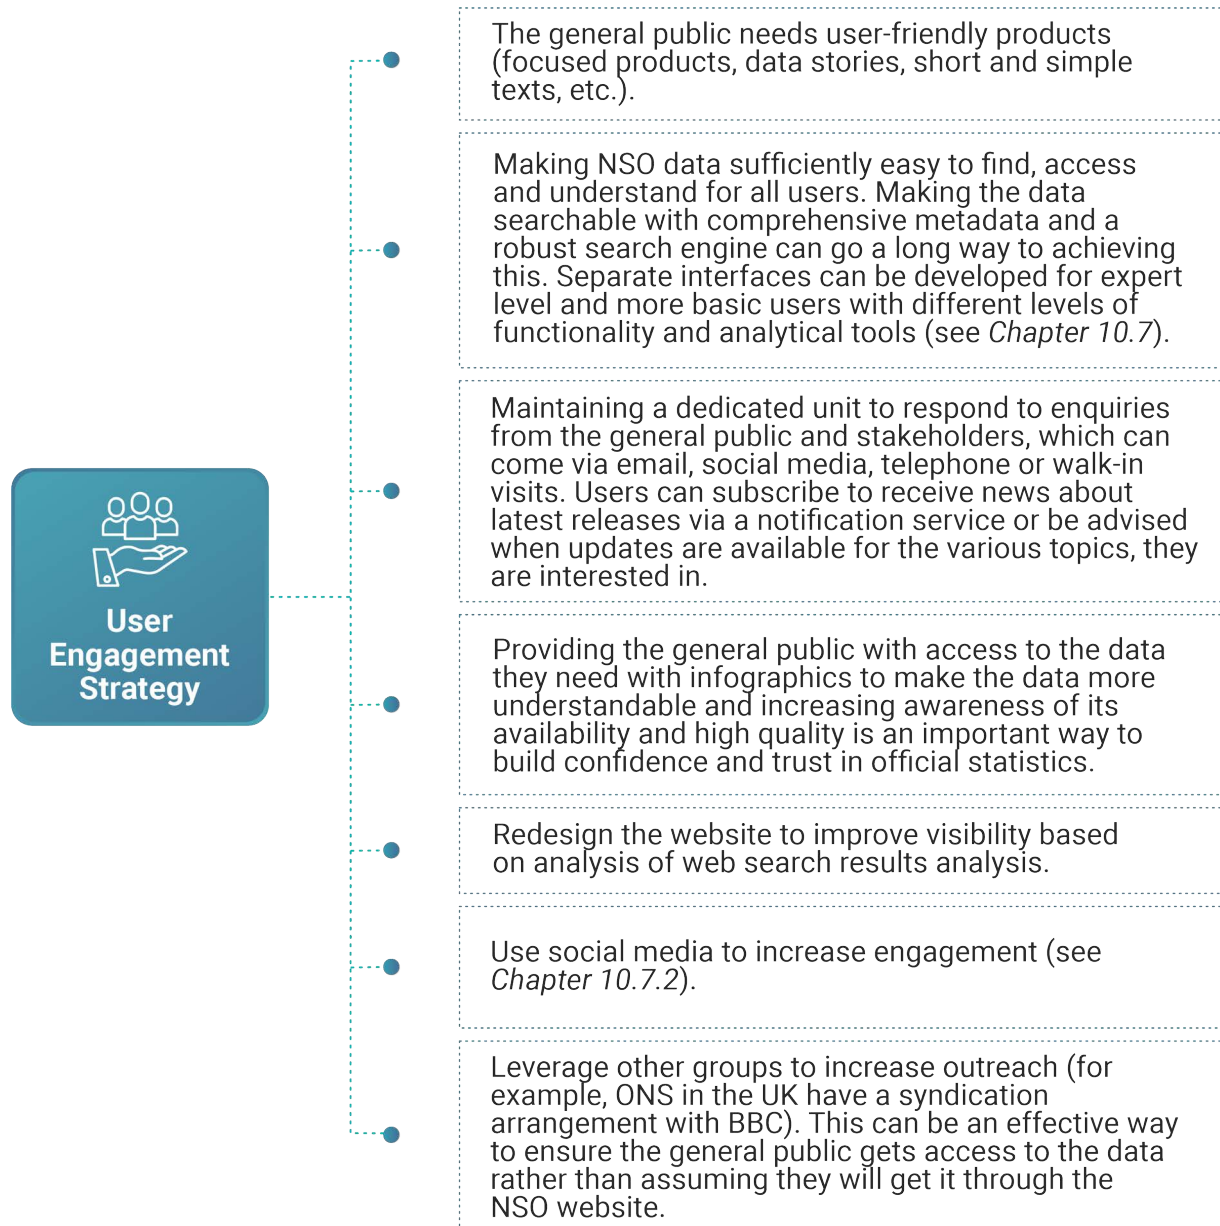 The general public needs user-friendly products
(focused products, data stories, short and simple
texts, etc.).
Making NSO data sufficiently easy to find, access
and understand for all users. Making the data
searchable with comprehensive metadata and a
robust search engine can go a long way to achieving
this. Separate interfaces can be developed for expert
level and more basic users with different levels of
functionality and analytical tools (see Chapter 10.7).
Maintaining a dedicated unit to respond to enquiries
from the general public and stakeholders, which can
come via email, social media, telephone or walk-in
visits. Users can subscribe to receive news about
latest releases via a notification service or be advised
when updates are available for the various topics, they
are interested in.
User
Engagement
Strategy
Providing the general public with access to the data
they need with infographics to make the data more
understandable and increasing awareness of its
availability and high quality is an important way to
build confidence and trust in official statistics.
Redesign the website to improve visibility based
on analysis of web search results analysis.
Use social media to increase engagement (see
Chapter 10.7.2).
Leverage other groups to increase outreach (for
example, ONS in the UK have a syndication
arrangement with BBC). This can be an effective way
to ensure the general public gets access to the data
rather than assuming they will get it through the
NSO website.